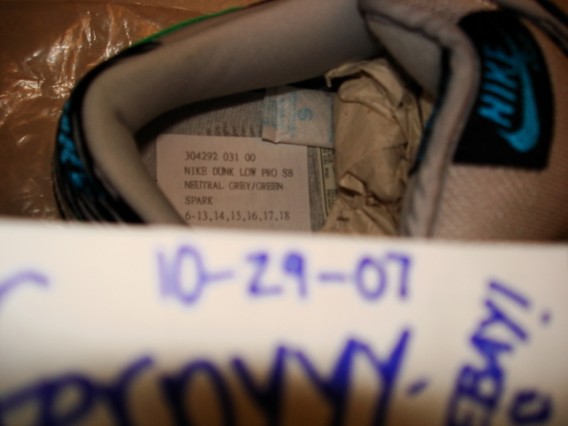 NIKE
304292 031 00
NIKE DUNK LOW PRO SB
NEUTRAL GREY/GREEN
SPARK
6-13,14,15,16,17,18
10-29-07
EBAY!